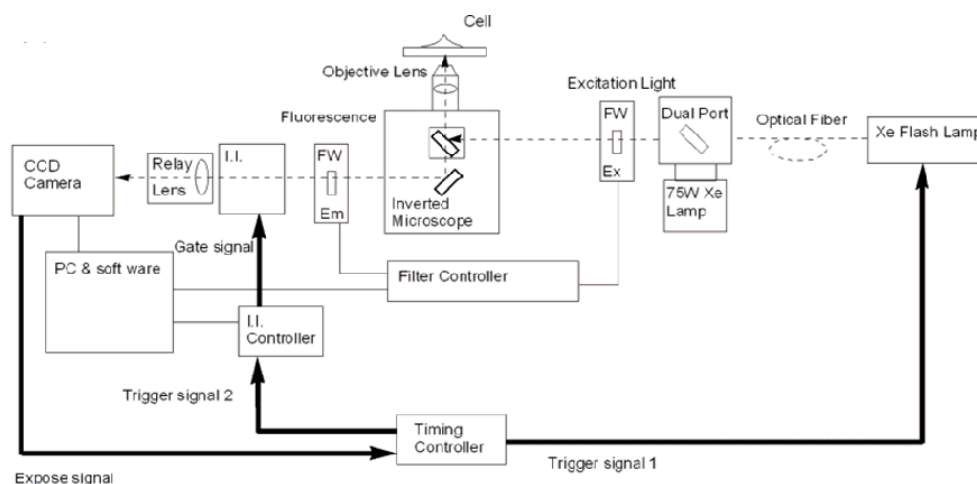 Cell
Objective Lens
Excitation Light
Fluorescence
FW
Dual Port
Optical Fiber
Xe Flash Lamp
CCD
Camera
Relay
Lens
I.I.
FW
Em
Inverted
Microscope
Ex
75W Xe
Lamp
Gate signal
PC & soft ware
Filter Controller
I.I.
Controller
Trigger signal 2
Timing
Controller
Trigger signal 1
Expose signal